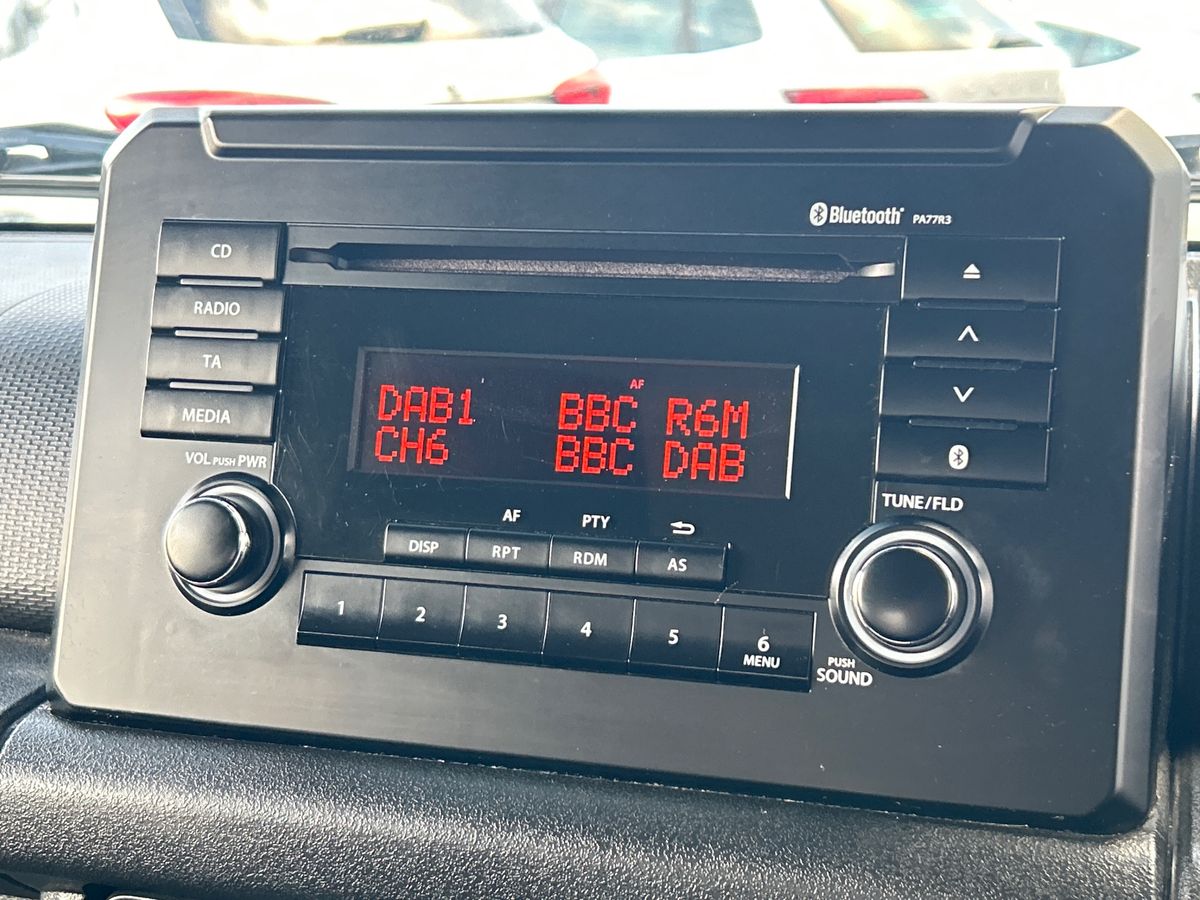 Bluetooth PA77R3
CD
RADIO
TA
MEDIA
AF
DAB1 BBC R6M
CH6 BBC DAB
VOL PUSH PWR
TUNE/FLD
AF PTY
DISP RPT RDM AS
1 2 3 4 5 6
MENU
PUSH
SOUND